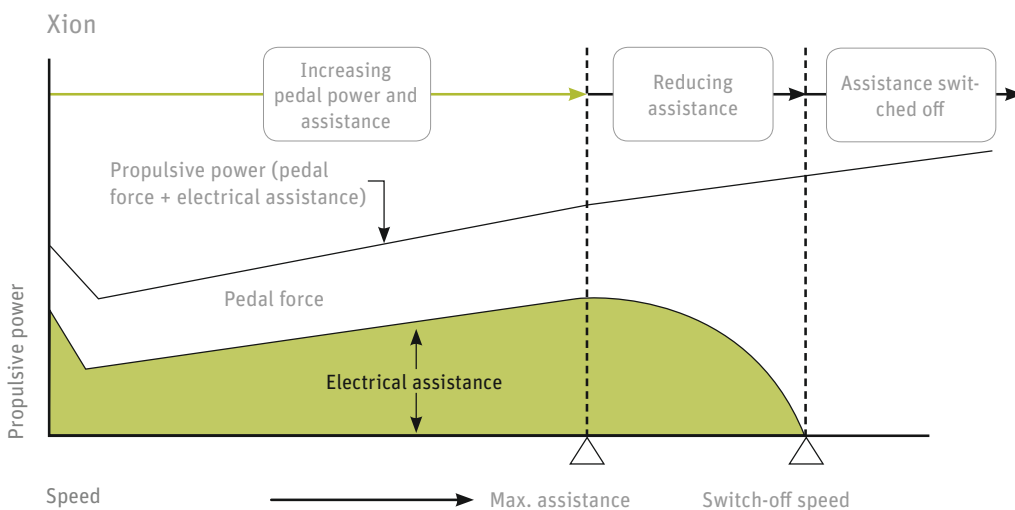 Xion
Increasing
pedal power and
assistance
Reducing
assistance
Assistance swit-
ched off
Propulsive power (pedal
force + electrical assistance)
Pedal force
Electrical assistance
Propulsive power
Speed
Max. assistance
Switch-off speed